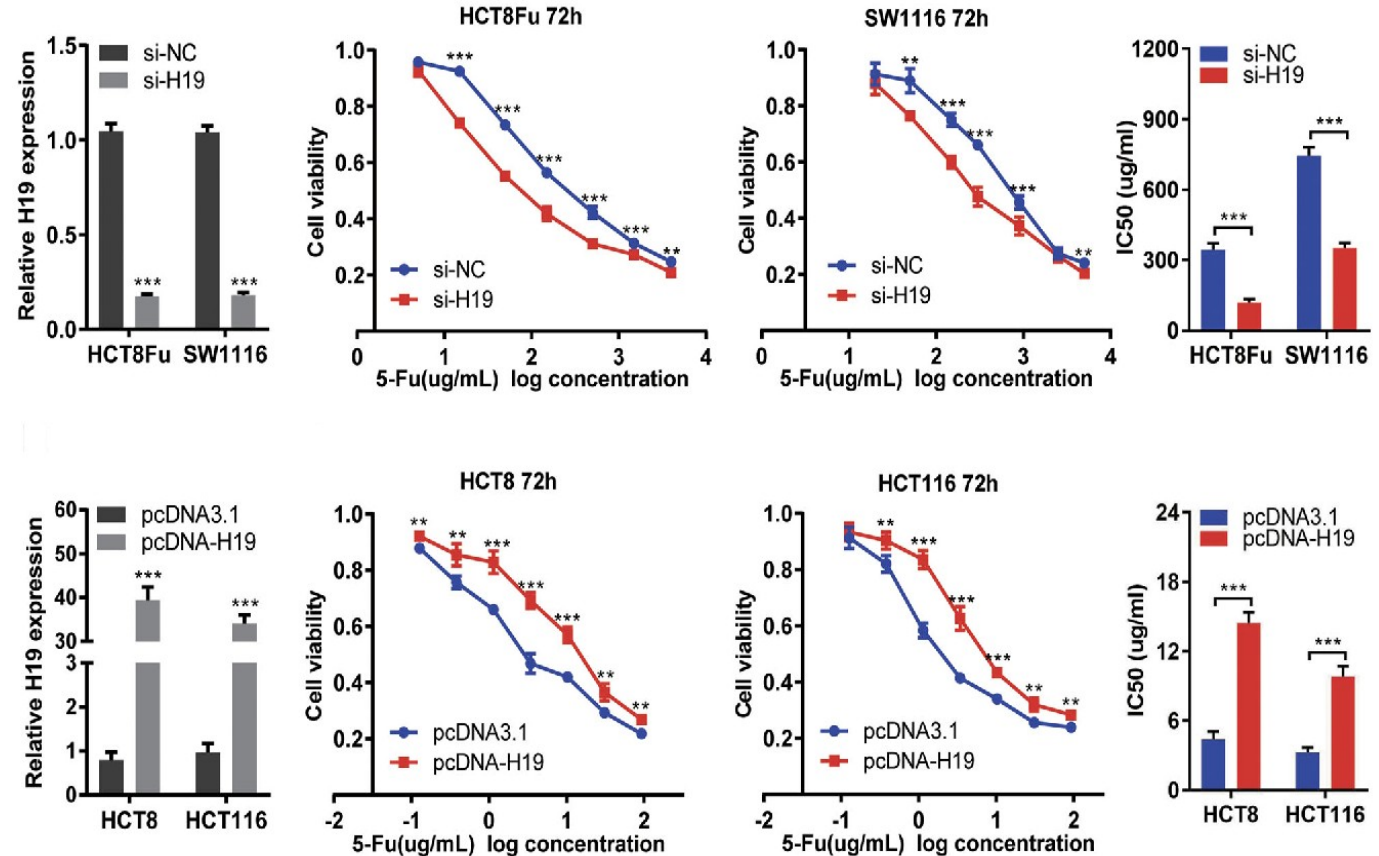 HCT8Fu 72h
SW1116 72h
Relative H19 expression
1.5
1.0
0.5
0.0
si-NC
si-H19
***
***
HCT8Fu SW1116
Cell viability
1.0
0.8
0.6
0.4
0.2
***
***
***
***
***
**
si-NC
si-H19
0 1 2 3 4
5-Fu(ug/mL) log concentration
Cell viability
1.0
0.8
0.6
0.4
0.2
**
***
***
***
**
si-NC
si-H19
0 1 2 3 4
5-Fu(ug/mL) log concentration
IC50 (ug/ml)
1200
900
600
300
0
si-NC
si-H19
***
***
HCT8Fu SW1116
HCT8 72h
HCT116 72h
Relative H19 expression
60
50
40
30
3
2
1
0
pcDNA3.1
pcDNA-H19
***
***
HCT8 HCT116
Cell viability
1.0
0.8
0.6
0.4
0.2
**
**
***
***
***
**
**
pcDNA3.1
pcDNA-H19
-2 -1 0 1 2
5-Fu(ug/mL) log concentration
Cell viability
1.0
0.8
0.6
0.4
0.2
**
***
***
***
**
**
pcDNA3.1
pcDNA-H19
-2 -1 0 1 2
5-Fu(ug/mL) log concentration
IC50 (ug/ml)
24
18
12
6
0
pcDNA3.1
pcDNA-H19
***
***
HCT8 HCT116